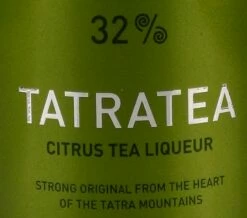 32%
TATRATEA
CITRUS TEA LIQUEUR
STRONG ORIGINAL FROM THE HEART
OF THE TATRA MOUNTAINS